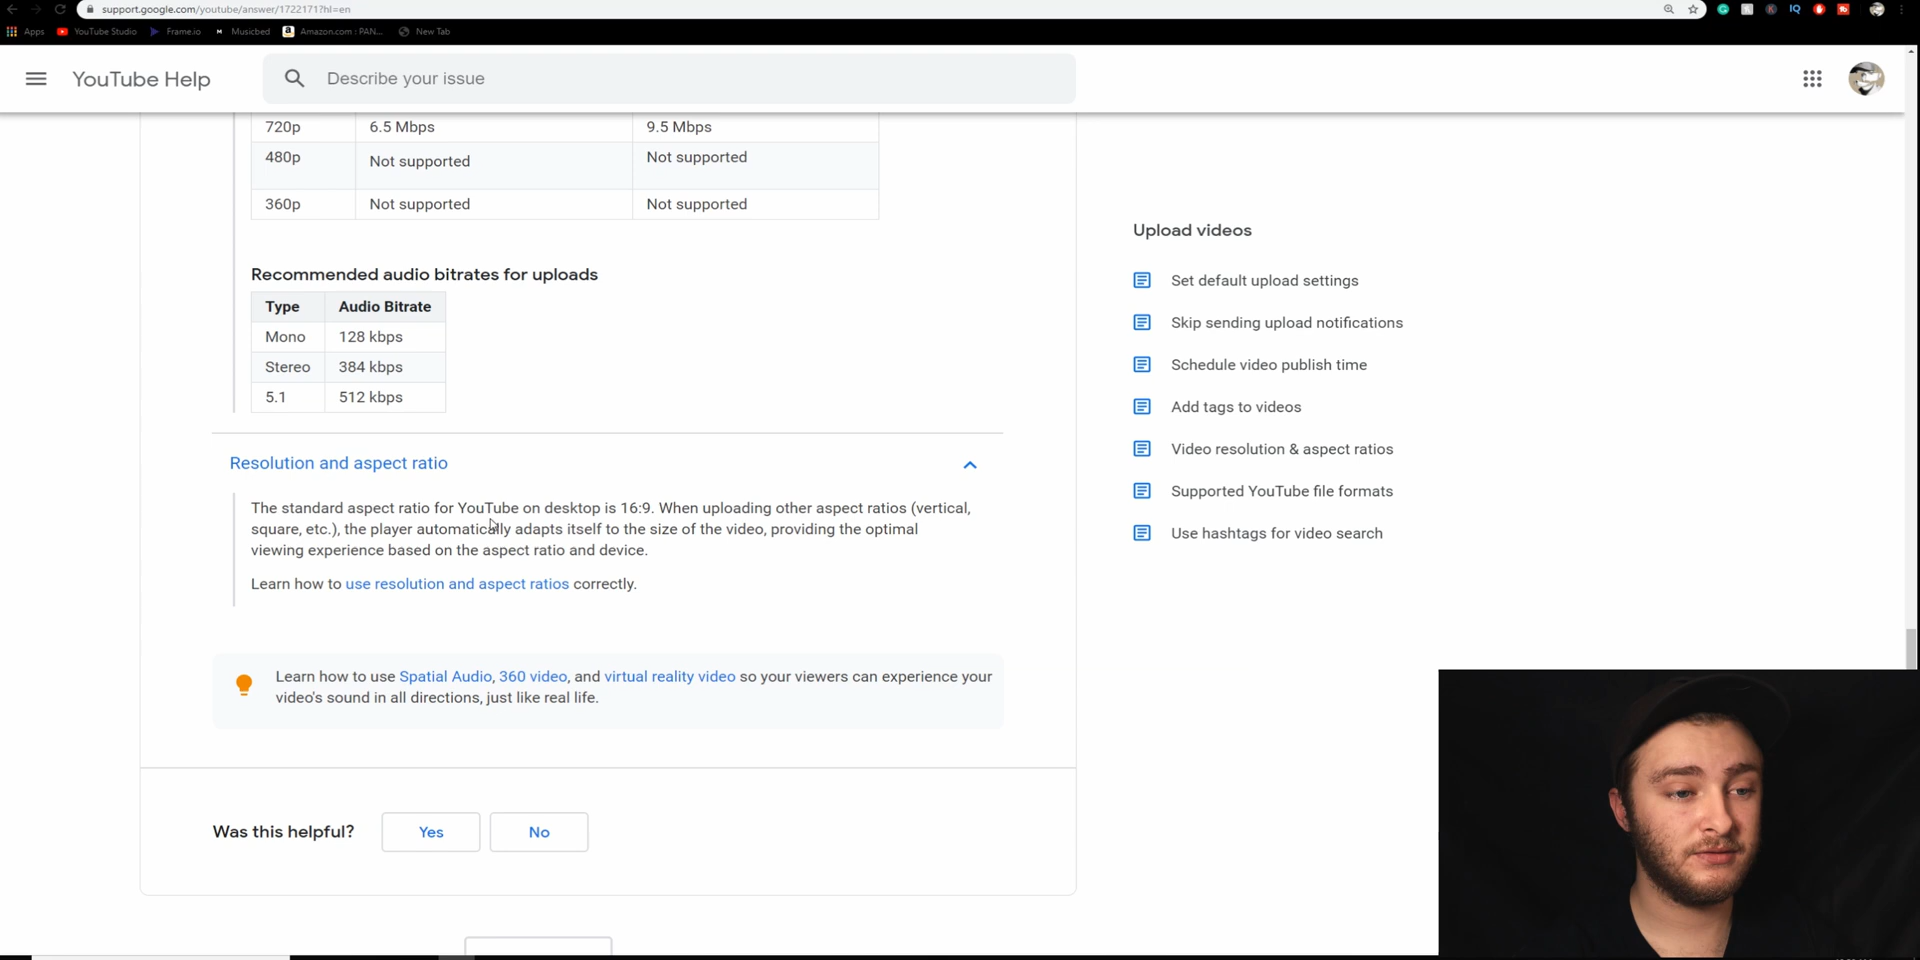 support.google.com/youtube/answer/1722171?hl=en
Apps YouTube Studio Frame.io Musicbed Amazon.com : PAN... New Tab
YouTube Help Describe your issue
720p 6.5 Mbps 9.5 Mbps
480p Not supported Not supported
360p Not supported Not supported
Recommended audio bitrates for uploads
Type Audio Bitrate
Mono 128 kbps
Stereo 384 kbps
5.1 512 kbps
Resolution and aspect ratio
The standard aspect ratio for YouTube on desktop is 16:9. When uploading other aspect ratios (vertical,
square, etc.), the player automatically adapts itself to the size of the video, providing the optimal
viewing experience based on the aspect ratio and device.
Learn how to use resolution and aspect ratios correctly.
Learn how to use Spatial Audio, 360 video, and virtual reality video so your viewers can experience your
video's sound in all directions, just like real life.
Was this helpful? Yes No
Upload videos
Set default upload settings
Skip sending upload notifications
Schedule video publish time
Add tags to videos
Video resolution & aspect ratios
Supported YouTube file formats
Use hashtags for video search